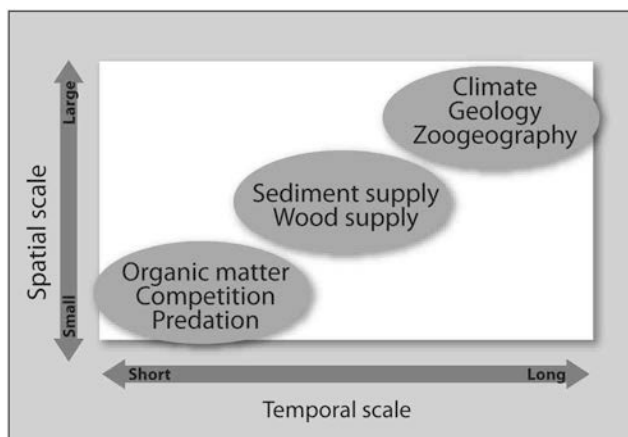 Climate
Geology
Zoogeography
Sediment supply
Wood supply
Organic matter
Competition
Predation
Spatial scale
Large
Small
Short
Long
Temporal scale